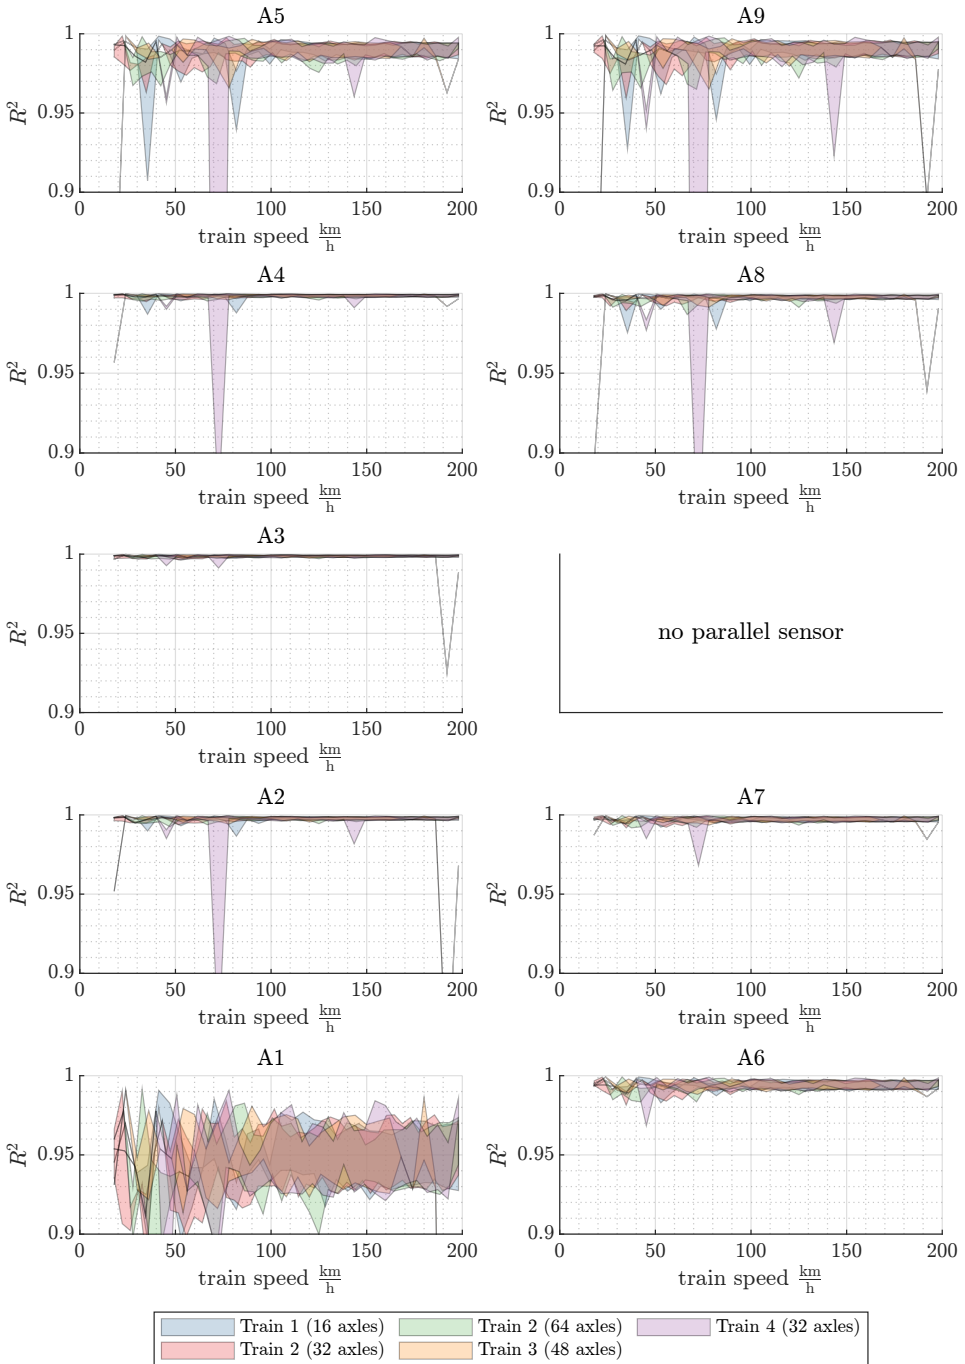 A5
R²
1
0.95
0.9
0 50 100 150 200
train speed km/h
A9
R²
1
0.95
0.9
0 50 100 150 200
train speed km/h
A4
R²
1
0.95
0.9
0 50 100 150 200
train speed km/h
A8
R²
1
0.95
0.9
0 50 100 150 200
train speed km/h
A3
R²
1
0.95
0.9
0 50 100 150 200
train speed km/h
no parallel sensor
A2
R²
1
0.95
0.9
0 50 100 150 200
train speed km/h
A7
R²
1
0.95
0.9
0 50 100 150 200
train speed km/h
A1
R²
1
0.95
0.9
0 50 100 150 200
train speed km/h
A6
R²
1
0.95
0.9
0 50 100 150 200
train speed km/h
Train 1 (16 axles) Train 2 (64 axles) Train 4 (32 axles)
Train 2 (32 axles) Train 3 (48 axles)